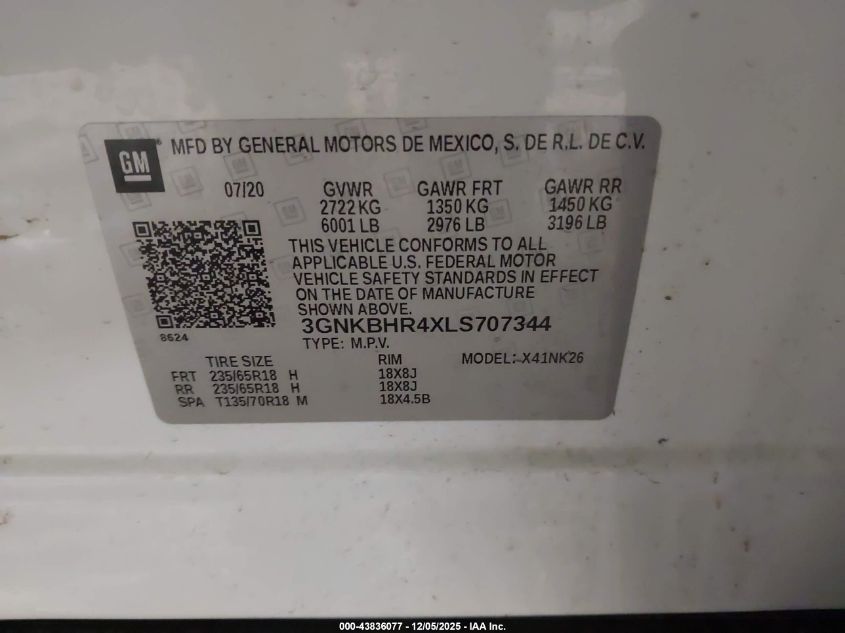 GM
MFD BY GENERAL MOTORS DE MEXICO, S. DE R.L. DE C.V.
07/20 GVWR GAWR FRT GAWR RR
2722 KG 1350 KG 1450 KG
6001 LB 2976 LB 3196 LB
THIS VEHICLE CONFORMS TO ALL
APPLICABLE U.S. FEDERAL MOTOR
VEHICLE SAFETY STANDARDS IN EFFECT
ON THE DATE OF MANUFACTURE
SHOWN ABOVE.
3GNKBHR4XLS707344
8624
TYPE: M.P.V.
TIRE SIZE RIM MODEL: X41NK26
FRT 235/65R18 H 18X8J
RR 235/65R18 H 18X8J
SPA T135/70R18 M 18X4.5B
000-43836077 - 12/05/2025 - IAA Inc.